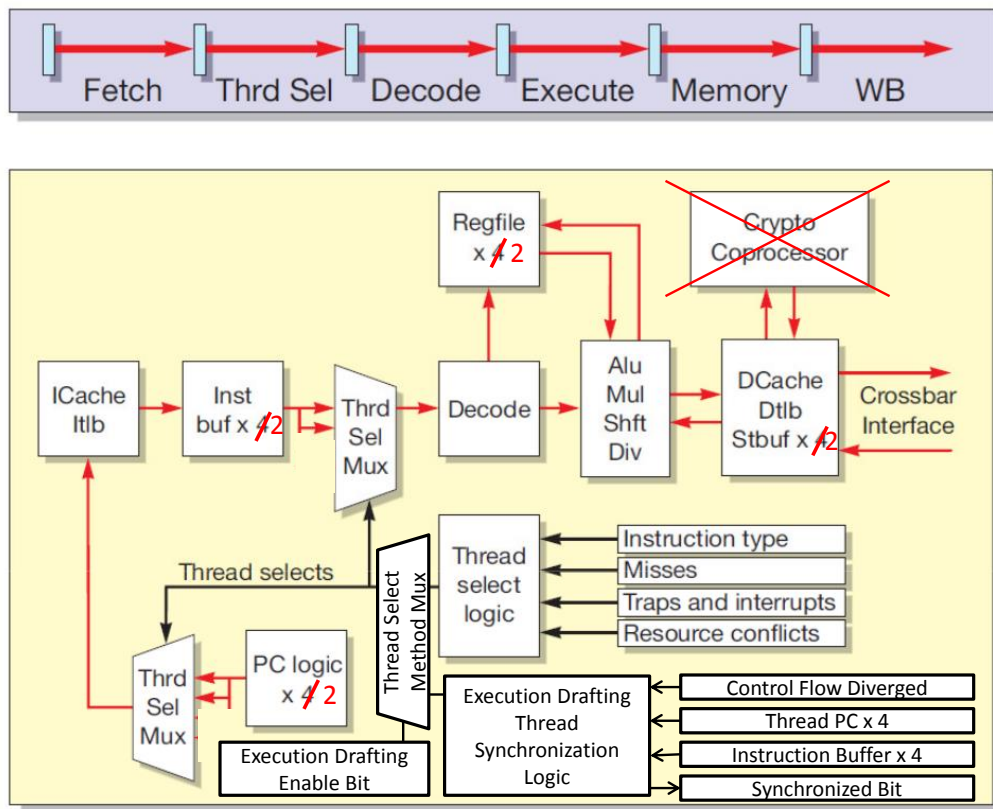 Fetch Thrd Sel Decode Execute Memory WB
Regfile
x 4 2
Crypto
Coprocessor
ICache
Itlb
Inst
buf x 4 2
Thrd
Sel
Mux
Decode
Alu
Mul
Shft
Div
DCache
Dtlb
Stbuf x 4 2
Crossbar
Interface
Thread selects
Thread Select
Method Mux
Thread
select
logic
Instruction type
Misses
Traps and interrupts
Resource conflicts
Thrd
Sel
Mux
PC logic
x 4 2
Execution Drafting
Enable Bit
Execution Drafting
Thread
Synchronization
Logic
Control Flow Diverged
Thread PC x 4
Instruction Buffer x 4
Synchronized Bit